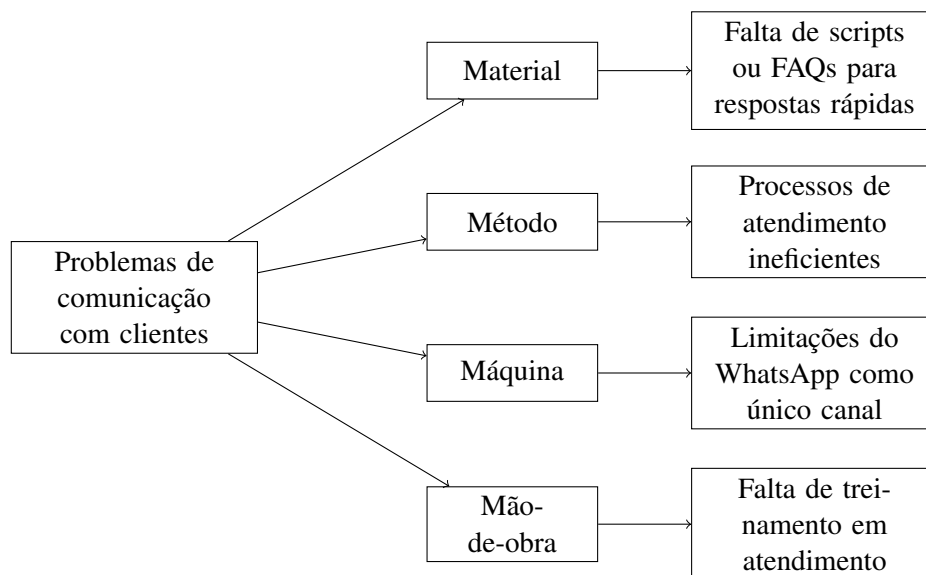 Problemas de
comunicação
com clientes
Material
Falta de scripts
ou FAQs para
respostas rápidas
Método
Processos de
atendimento
ineficientes
Máquina
Limitações do
WhatsApp como
único canal
Mão-
de-obra
Falta de trei-
namento em
atendimento